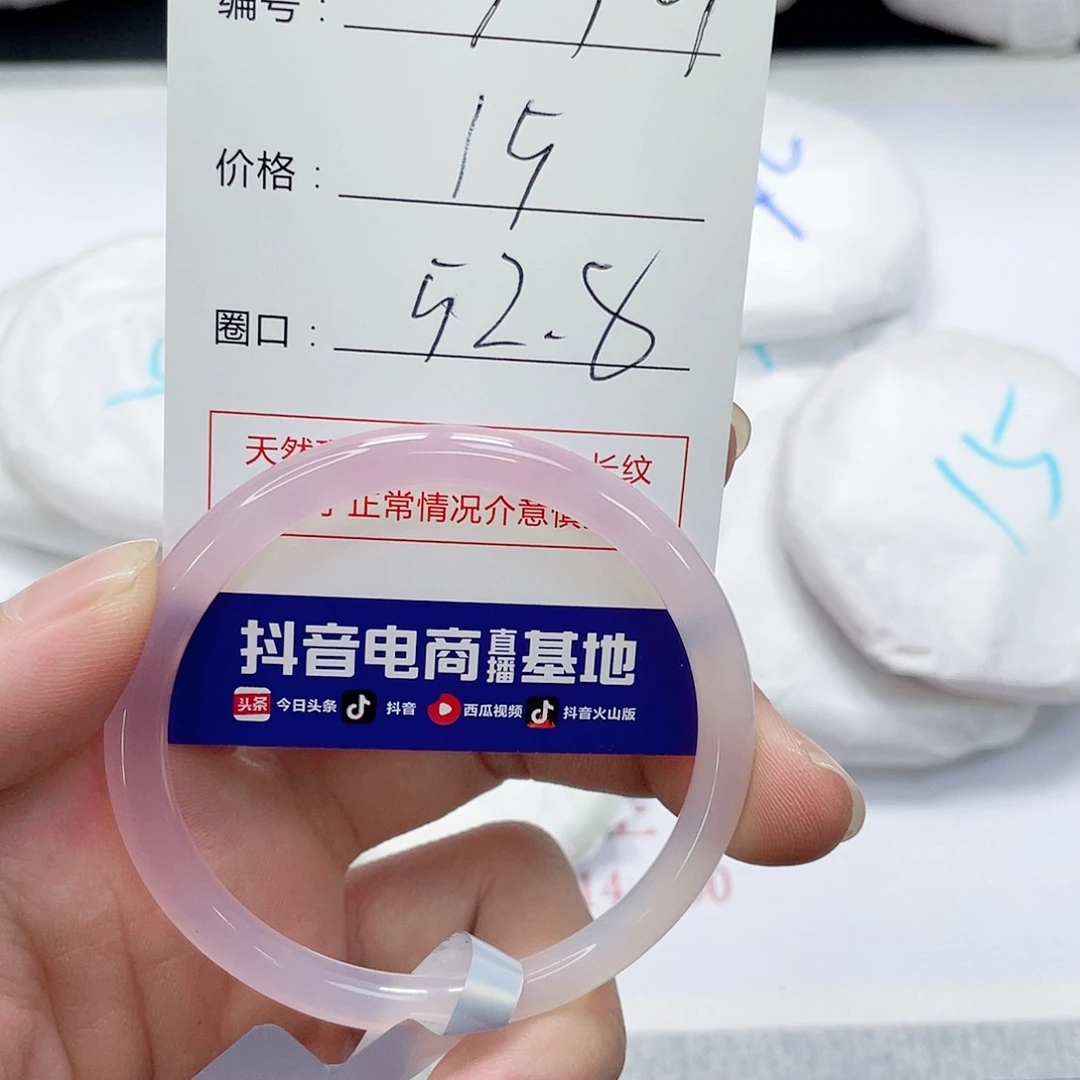 编号：
价格： 15
圈口： 52.8
天然 长纹
正常情况介意慎
抖音电商直播基地
头条 今日头条 抖音 西瓜视频 抖音火山版
15